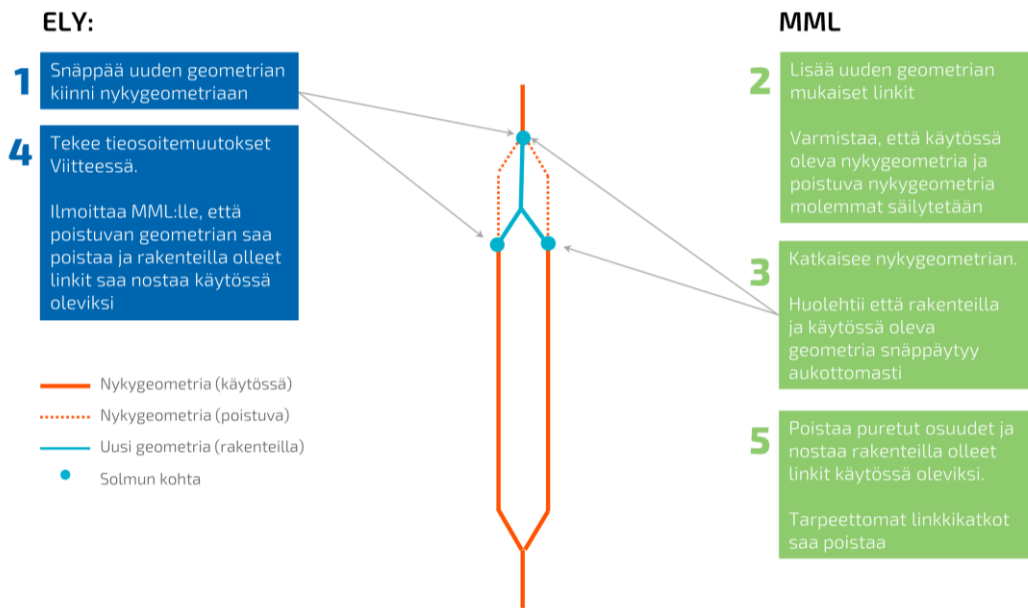 ELY:
1
Snäppää uuden geometrian
kiinni nykygeometriaan
4
Tekee tieosoitemuutokset
Viitteessä.
Ilmoittaa MML:lle, että
poistuvan geometrian saa
poistaa ja rakenteilla olleet
linkit saa nostaa käytössä
oleviksi
Nykygeometria (käytössä)
Nykygeometria (poistuva)
Uusi geometria (rakenteilla)
Solmun kohta
MML
2
Lisää uuden geometrian
mukaiset linkit
Varmistaa, että käytössä
oleva nykygeometria ja
poistuva nykygeometria
molemmat säilytetään
3
Katkaisee nykygeometrian.
Huolehtii että rakenteilla
ja käytössä oleva
geometria snäppäytyy
aukottomasti
5
Poistaa puretut osuudet ja
nostaa rakenteilla olleet
linkit käytössä oleviksi.
Tarpeettomat linkkikatkot
saa poistaa